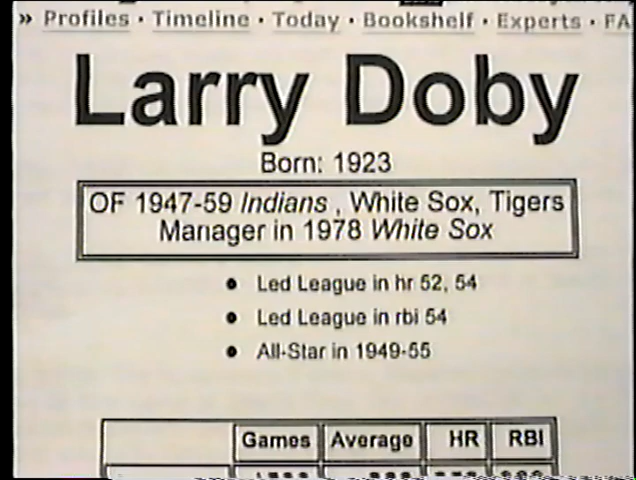 » Profiles · Timeline · Today · Bookshelf · Experts · FA
Larry Doby
Born: 1923
OF 1947-59 Indians , White Sox, Tigers
Manager in 1978 White Sox
Led League in hr 52, 54
Led League in rbi 54
All-Star in 1949-55
Games Average HR RBI